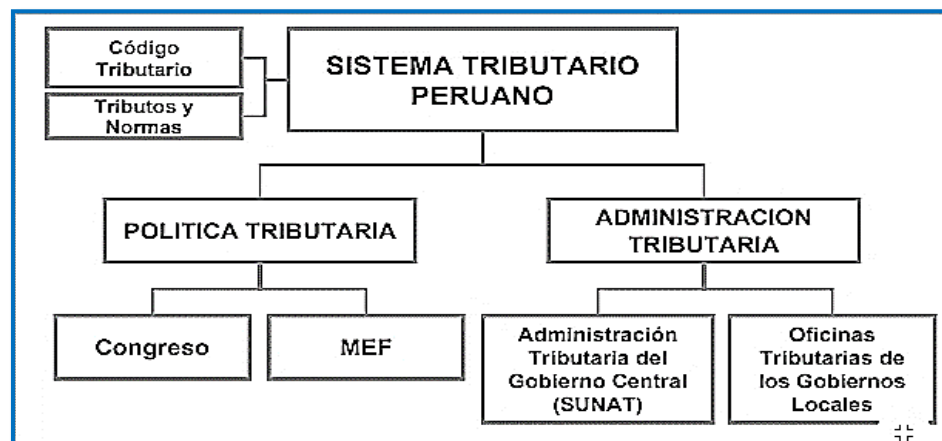 Código
Tributario
Tributos y
Normas
SISTEMA TRIBUTARIO
PERUANO
POLITICA TRIBUTARIA
ADMINISTRACION
TRIBUTARIA
Congreso
MEF
Administración
Tributaria del
Gobierno Central
(SUNAT)
Oficinas
Tributarias de
los Gobiernos
Locales